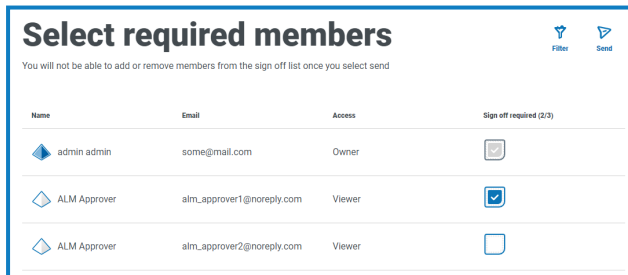 Select required members
Filter Send
You will not be able to add or remove members from the sign off list once you select send
Name Email Access Sign off required (2/3)
admin admin some@mail.com Owner
ALM Approver alm_approver1@noreply.com Viewer
ALM Approver alm_approver2@noreply.com Viewer